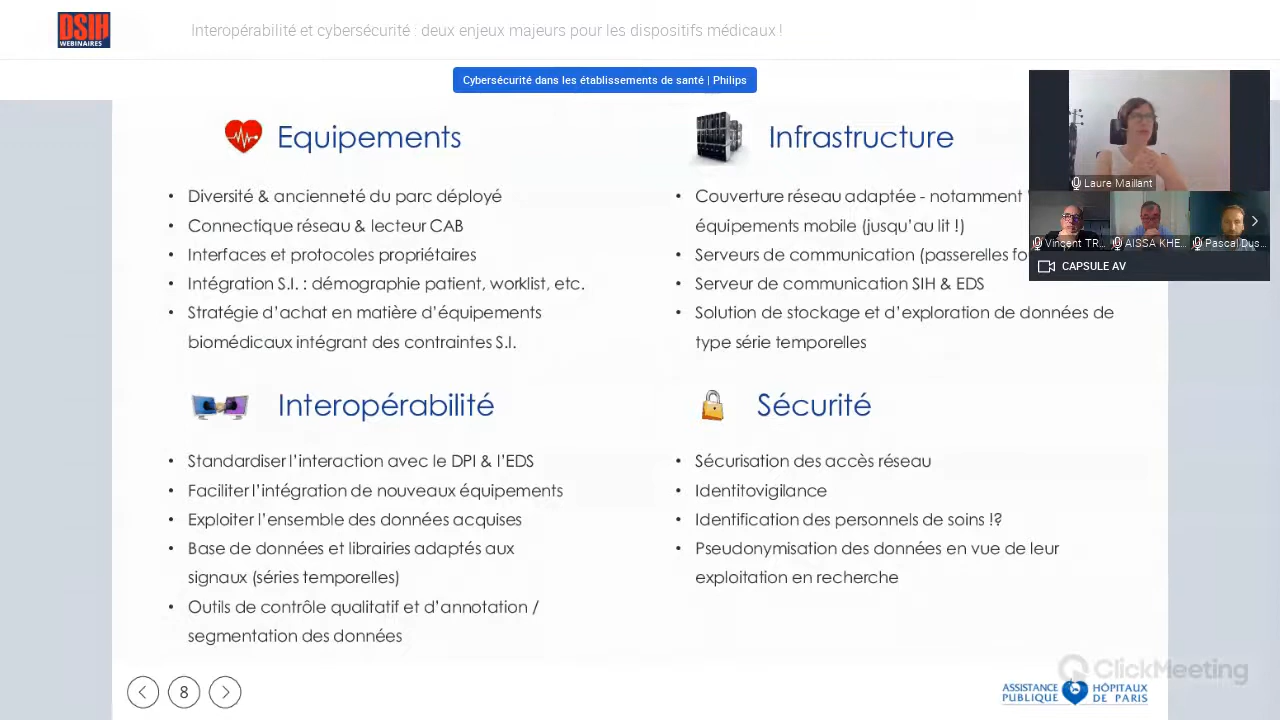 DSIH
WEBINAIRES
Interopérabilité et cybersécurité : deux enjeux majeurs pour les dispositifs médicaux !
Cybersécurité dans les établissements de santé | Philips
Equipements
• Diversité & ancienneté du parc déployé
• Connectique réseau & lecteur CAB
• Interfaces et protocoles propriétaires
• Intégration S.I. : démographie patient, worklist, etc.
• Stratégie d'achat en matière d'équipements
biomédicaux intégrant des contraintes S.I.
Infrastructure
• Couverture réseau adaptée - notamment
équipements mobile (jusqu'au lit !)
• Serveurs de communication (passerelles fo
• Serveur de communication SIH & EDS
• Solution de stockage et d'exploration de données de
type série temporelles
Laure Maillant
Vincent TR...
AISSA KHE...
Pascal Dus...
CAPSULE AV
Interopérabilité
• Standardiser l'interaction avec le DPI & l'EDS
• Faciliter l'intégration de nouveaux équipements
• Exploiter l'ensemble des données acquises
• Base de données et librairies adaptés aux
signaux (séries temporelles)
• Outils de contrôle qualitatif et d'annotation /
segmentation des données
Sécurité
• Sécurisation des accès réseau
• Identitovigilance
• Identification des personnels de soins !?
• Pseudonymisation des données en vue de leur
exploitation en recherche
8
ClickMeeting
ASSISTANCE HÔPITAUX
PUBLIQUE DE PARIS